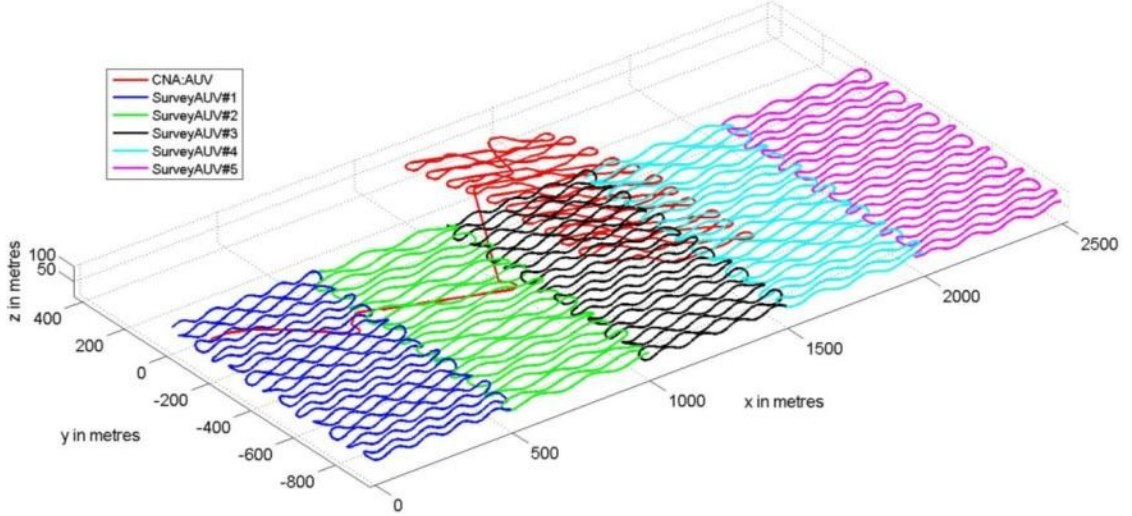 CNA:AUV
SurveyAUV#1
SurveyAUV#2
SurveyAUV#3
SurveyAUV#4
SurveyAUV#5
z in metres
100
50
400
200
0
-200
-400
-600
-800
y in metres
0
500
1000
1500
2000
2500
x in metres